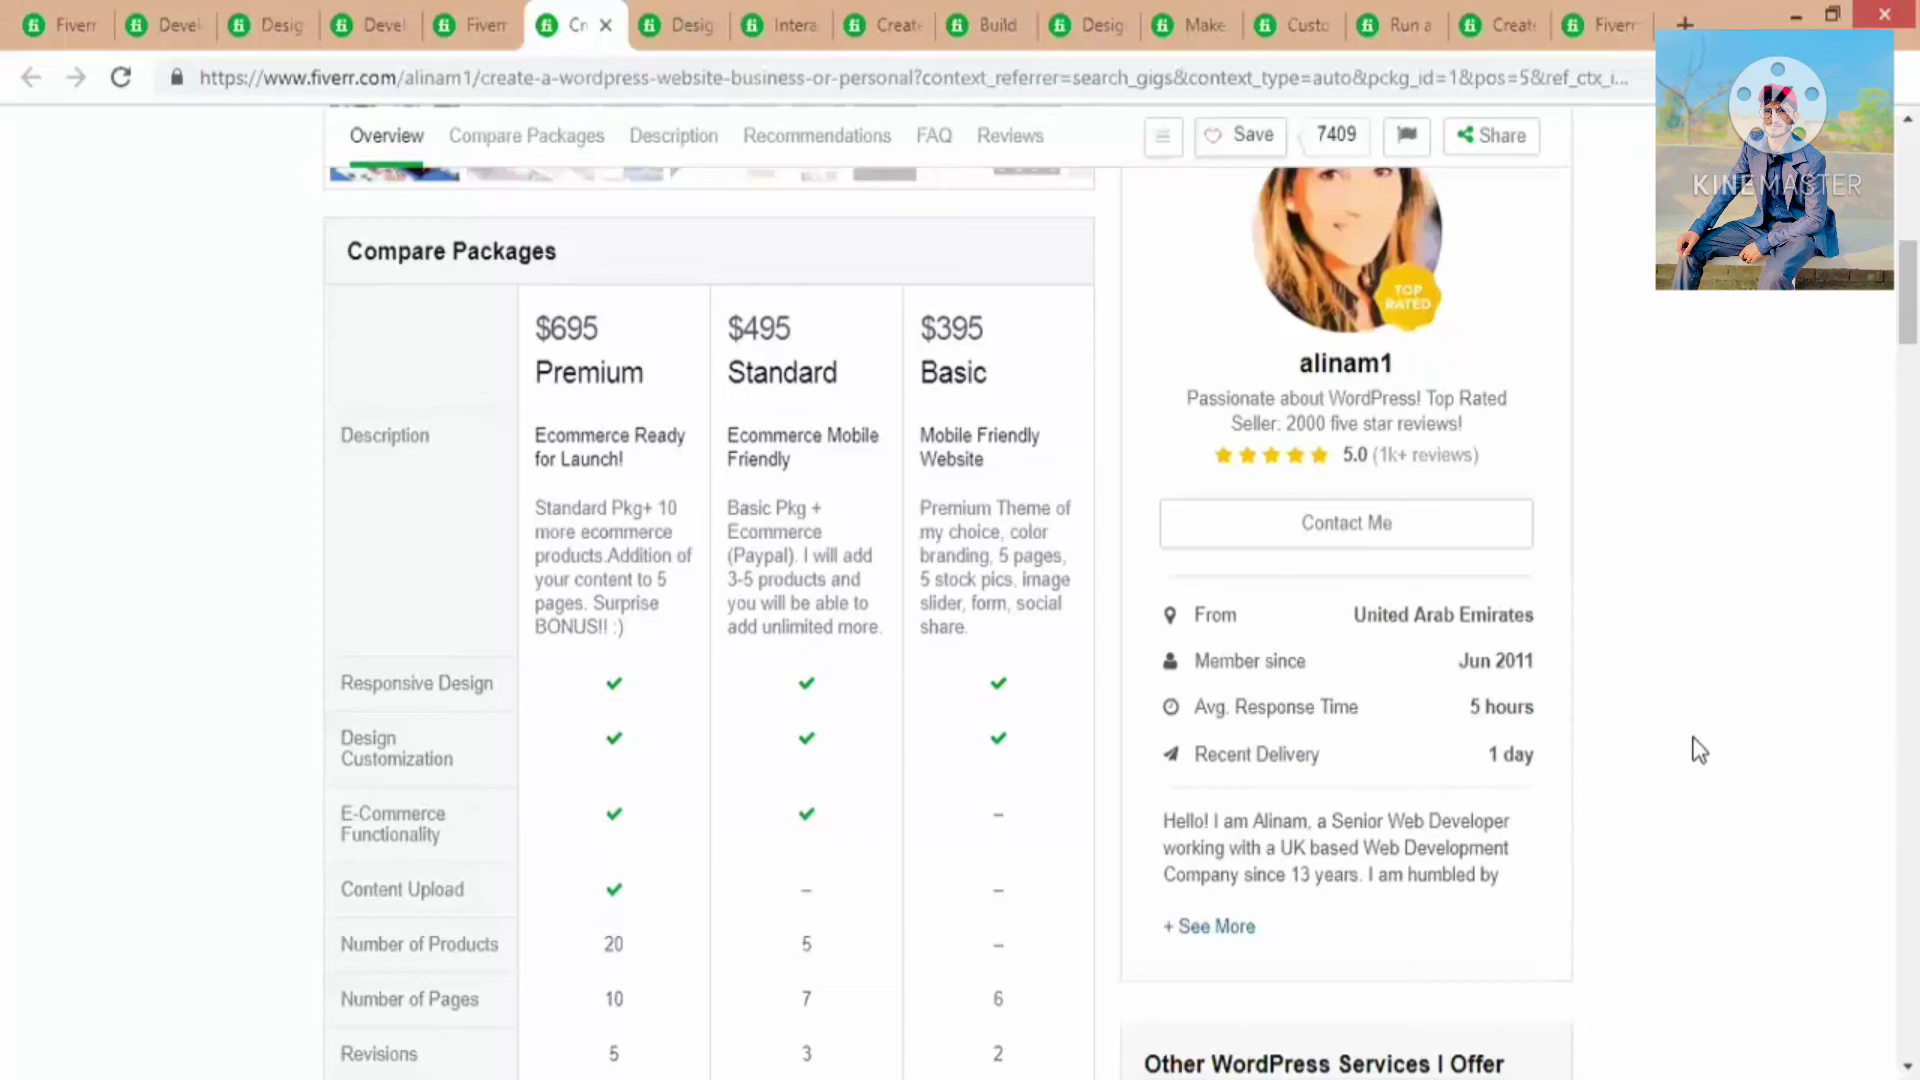 Fiverr
Devel
Desig
Devel
Fiverr
Cr
Desig
Intera
Create
Build
Desig
Make
Custo
Run a
Create
Fiverr
https://www.fiverr.com/alinam1/create-a-wordpress-website-business-or-personal?context_referrer=search_gigs&context_type=auto&pckg_id=1&pos=5&ref_ctx_i...
Overview Compare Packages Description Recommendations FAQ Reviews
Save 7409 Share
KINEMASTER
Compare Packages
$695 $495 $395
Premium Standard Basic
Description
Ecommerce Ready
for Launch!
Standard Pkg+ 10
more ecommerce
products.Addition of
your content to 5
pages. Surprise
BONUS!! :)
Ecommerce Mobile
Friendly
Basic Pkg +
Ecommerce
(Paypal). I will add
3-5 products and
you will be able to
add unlimited more.
Mobile Friendly
Website
Premium Theme of
my choice, color
branding, 5 pages,
5 stock pics, image
slider, form, social
share.
Responsive Design
Design
Customization
E-Commerce
Functionality
– 
Content Upload – –
Number of Products 20 5 –
Number of Pages 10 7 6
Revisions 5 3 2
TOP
RATED
alinam1
Passionate about WordPress! Top Rated
Seller: 2000 five star reviews!
5.0 (1k+ reviews)
Contact Me
From United Arab Emirates
Member since Jun 2011
Avg. Response Time 5 hours
Recent Delivery 1 day
Hello! I am Alinam, a Senior Web Developer
working with a UK based Web Development
Company since 13 years. I am humbled by
+ See More
Other WordPress Services I Offer